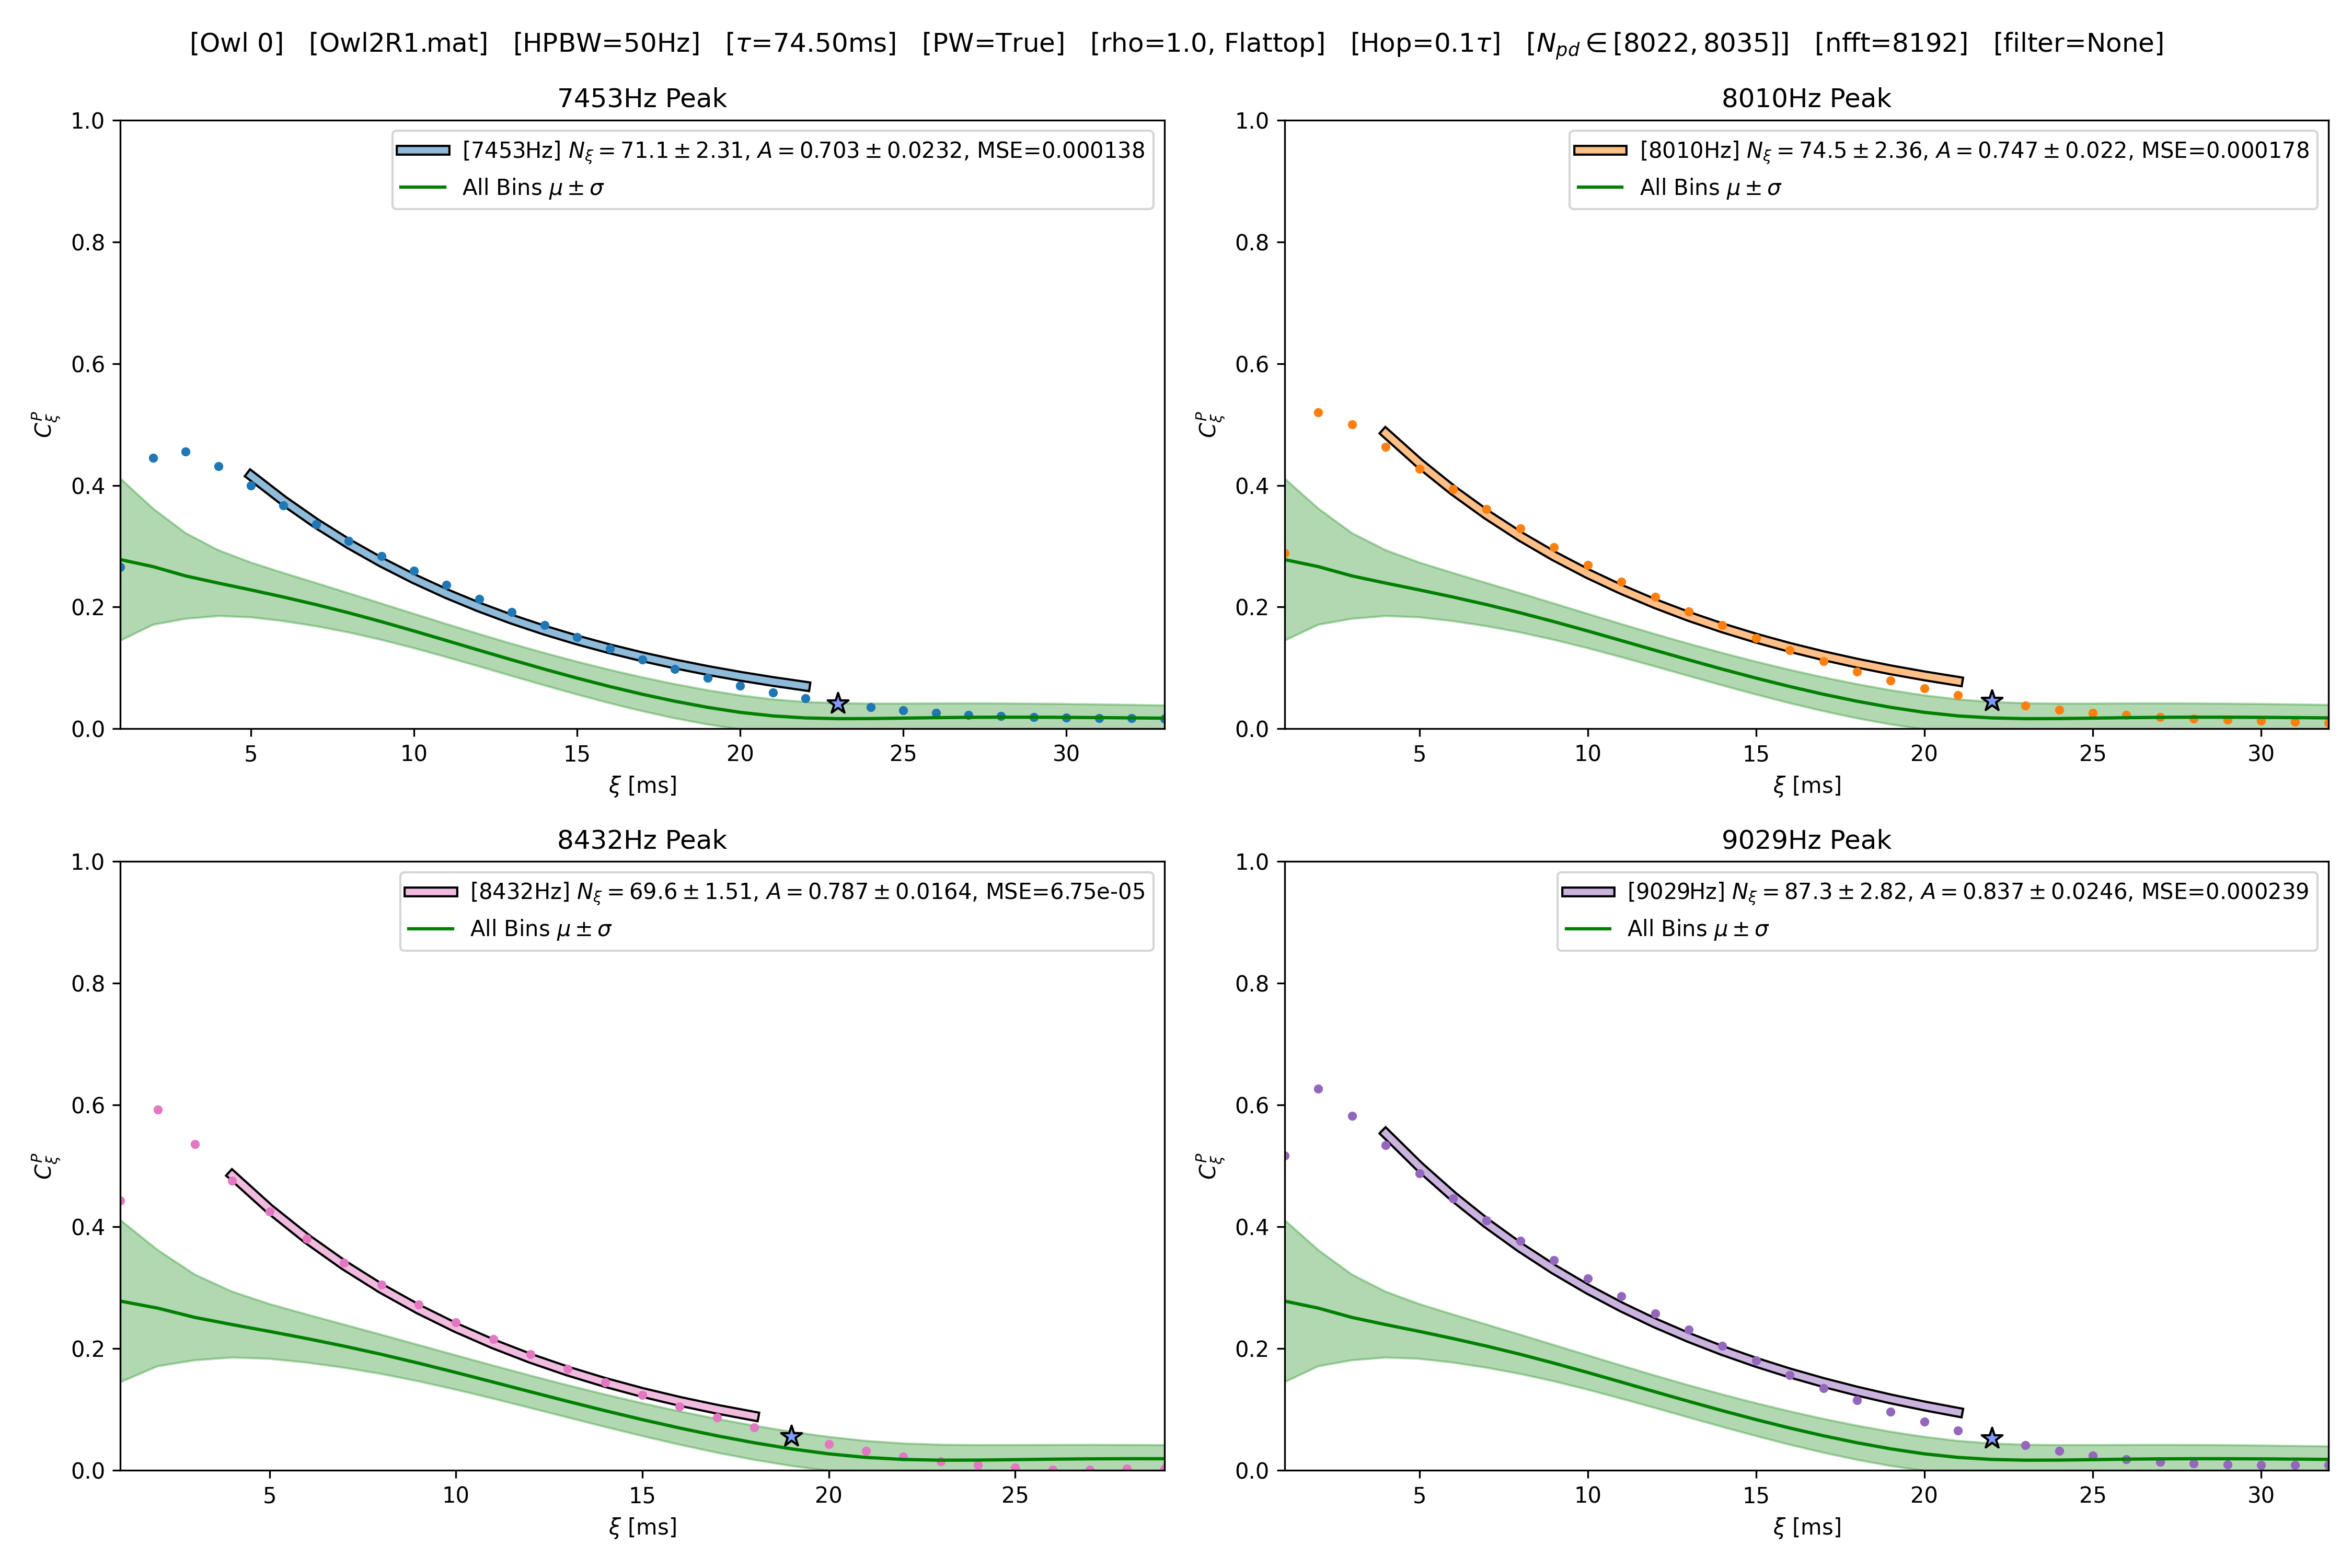 [Owl 0] [Owl2R1.mat] [HPBW=50Hz] [τ=74.50ms] [PW=True] [rho=1.0, Flattop] [Hop=0.1τ] [N_pd ∈ [8022, 8035]] [nfft=8192] [filter=None]
7453Hz Peak
1.0
0.8
0.6
0.4
0.2
0.0
C_ξ^P
[7453Hz] N_ξ = 71.1 ± 2.31, A = 0.703 ± 0.0232, MSE=0.000138
All Bins μ ± σ
5 10 15 20 25 30
ξ [ms]
8010Hz Peak
1.0
0.8
0.6
0.4
0.2
0.0
C_ξ^P
[8010Hz] N_ξ = 74.5 ± 2.36, A = 0.747 ± 0.022, MSE=0.000178
All Bins μ ± σ
5 10 15 20 25 30
ξ [ms]
8432Hz Peak
1.0
0.8
0.6
0.4
0.2
0.0
C_ξ^P
[8432Hz] N_ξ = 69.6 ± 1.51, A = 0.787 ± 0.0164, MSE=6.75e-05
All Bins μ ± σ
5 10 15 20 25
ξ [ms]
9029Hz Peak
1.0
0.8
0.6
0.4
0.2
0.0
C_ξ^P
[9029Hz] N_ξ = 87.3 ± 2.82, A = 0.837 ± 0.0246, MSE=0.000239
All Bins μ ± σ
5 10 15 20 25 30
ξ [ms]